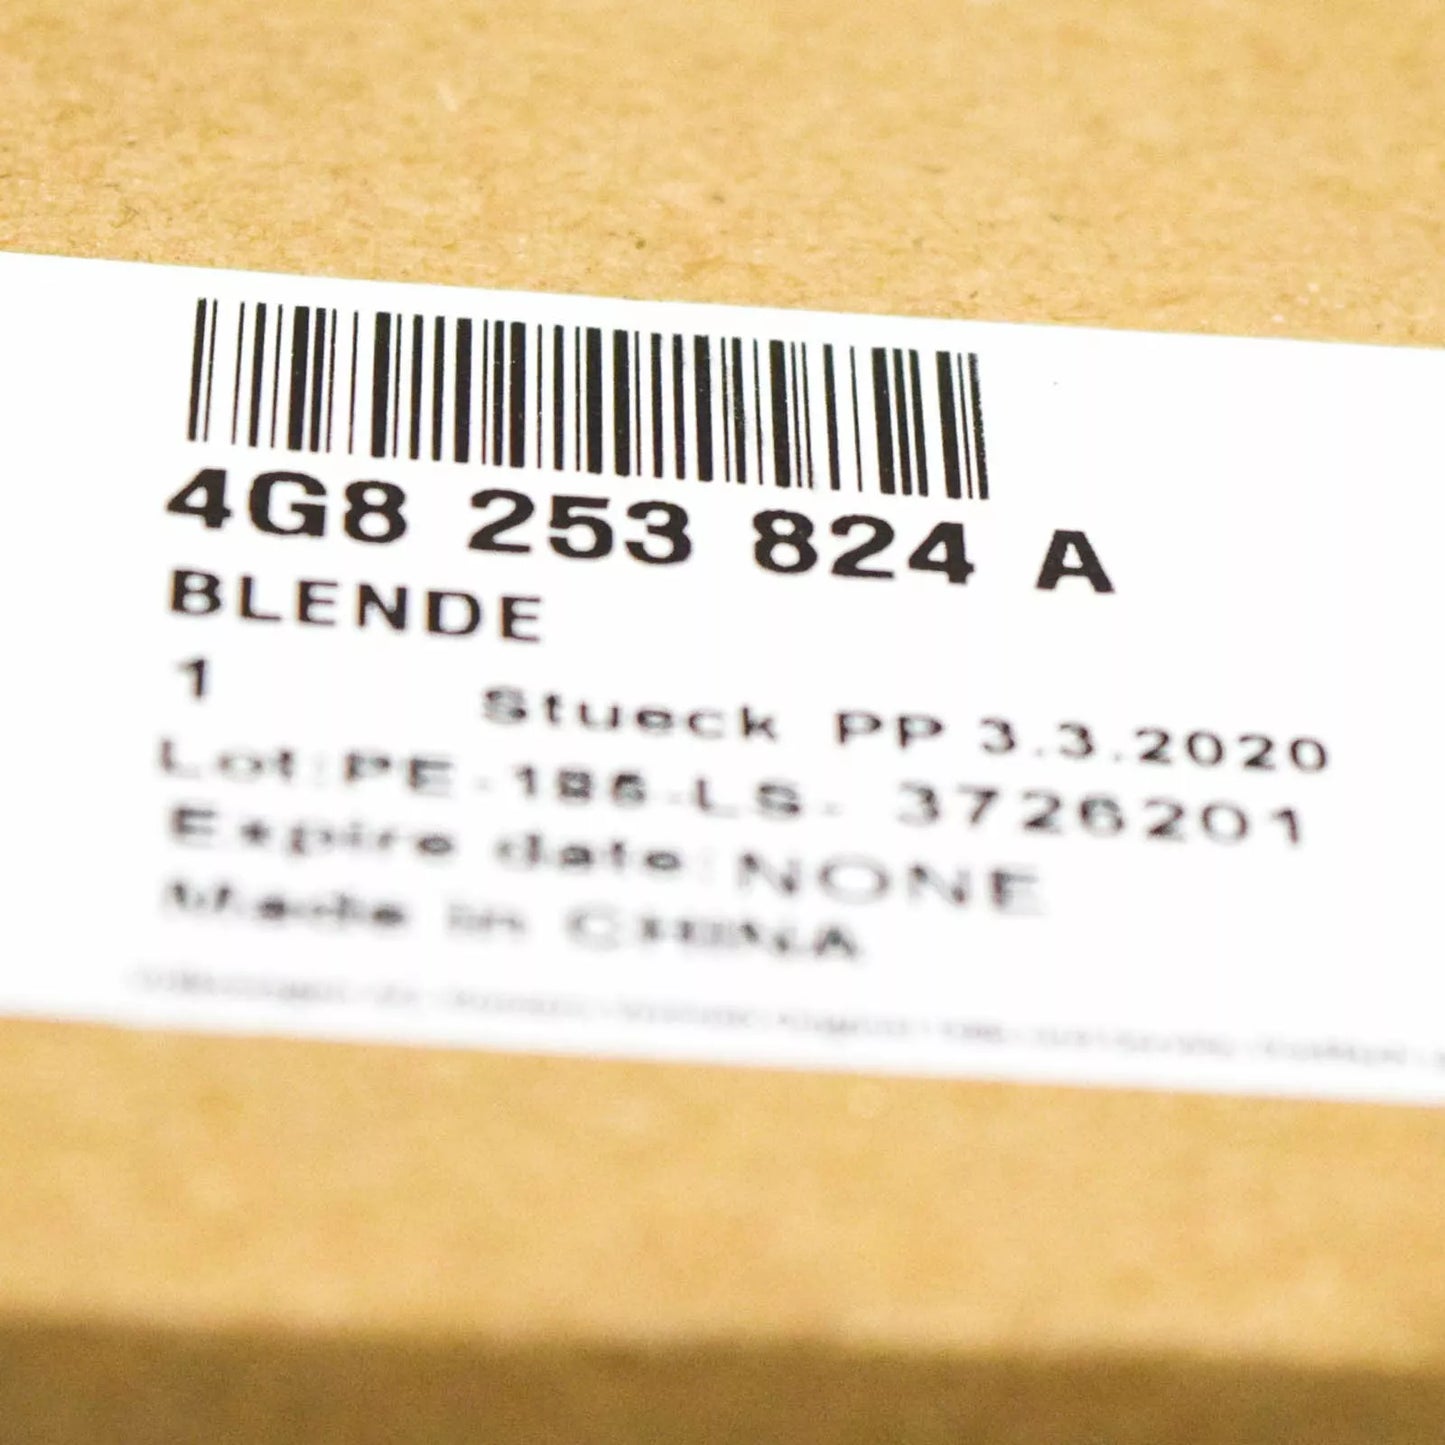 4G8 253 824 A
BLENDE
1 Stueck PP 3.3.2020
Lot:PE-186-LS- 3726201
Expire date:NONE
Made in CHINA